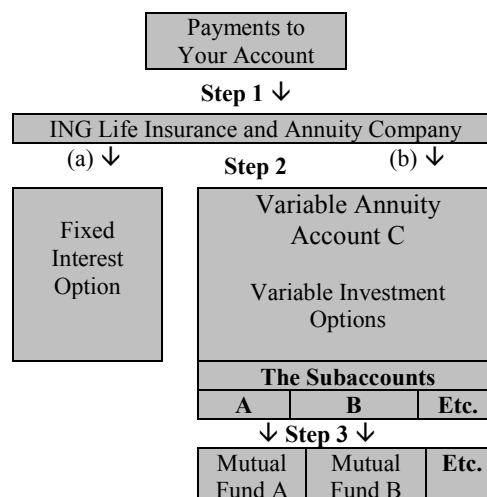 Payments to
Your Account
Step 1 ↓
ING Life Insurance and Annuity Company
(a) ↓ Step 2 (b) ↓
Fixed
Interest
Option
Variable Annuity
Account C
Variable Investment
Options
The Subaccounts
A B Etc.
↓ Step 3 ↓
Mutual
Fund A
Mutual
Fund B
Etc.